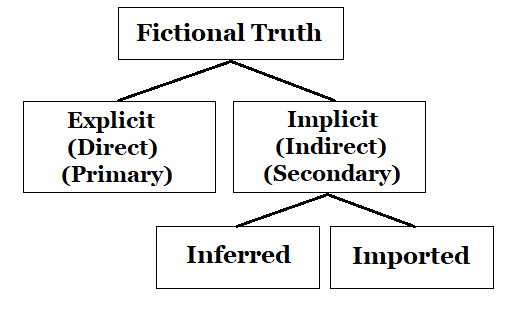 Fictional Truth
Explicit
(Direct)
(Primary)
Implicit
(Indirect)
(Secondary)
Inferred
Imported